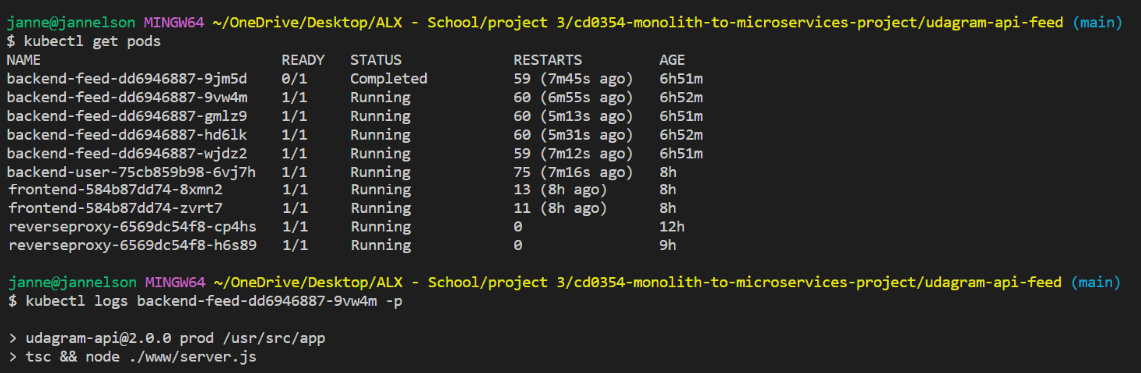 janne@jannelson MINGW64 ~/OneDrive/Desktop/ALX - School/project 3/cd0354-monolith-to-microservices-project/udagram-api-feed (main)
$ kubectl get pods
NAME READY STATUS RESTARTS AGE
backend-feed-dd6946887-9jm5d 0/1 Completed 59 (7m45s ago) 6h51m
backend-feed-dd6946887-9vw4m 1/1 Running 60 (6m55s ago) 6h52m
backend-feed-dd6946887-gmlz9 1/1 Running 60 (5m13s ago) 6h51m
backend-feed-dd6946887-hd6lk 1/1 Running 60 (5m31s ago) 6h52m
backend-feed-dd6946887-wjdz2 1/1 Running 59 (7m12s ago) 6h51m
backend-user-75cb859b98-6vj7h 1/1 Running 75 (7m16s ago) 8h
frontend-584b87dd74-8xmn2 1/1 Running 13 (8h ago) 8h
frontend-584b87dd74-zvrt7 1/1 Running 11 (8h ago) 8h
reverseproxy-6569dc54f8-cp4hs 1/1 Running 0 12h
reverseproxy-6569dc54f8-h6s89 1/1 Running 0 9h
janne@jannelson MINGW64 ~/OneDrive/Desktop/ALX - School/project 3/cd0354-monolith-to-microservices-project/udagram-api-feed (main)
$ kubectl logs backend-feed-dd6946887-9vw4m -p
> udagram-api@2.0.0 prod /usr/src/app
> tsc && node ./www/server.js